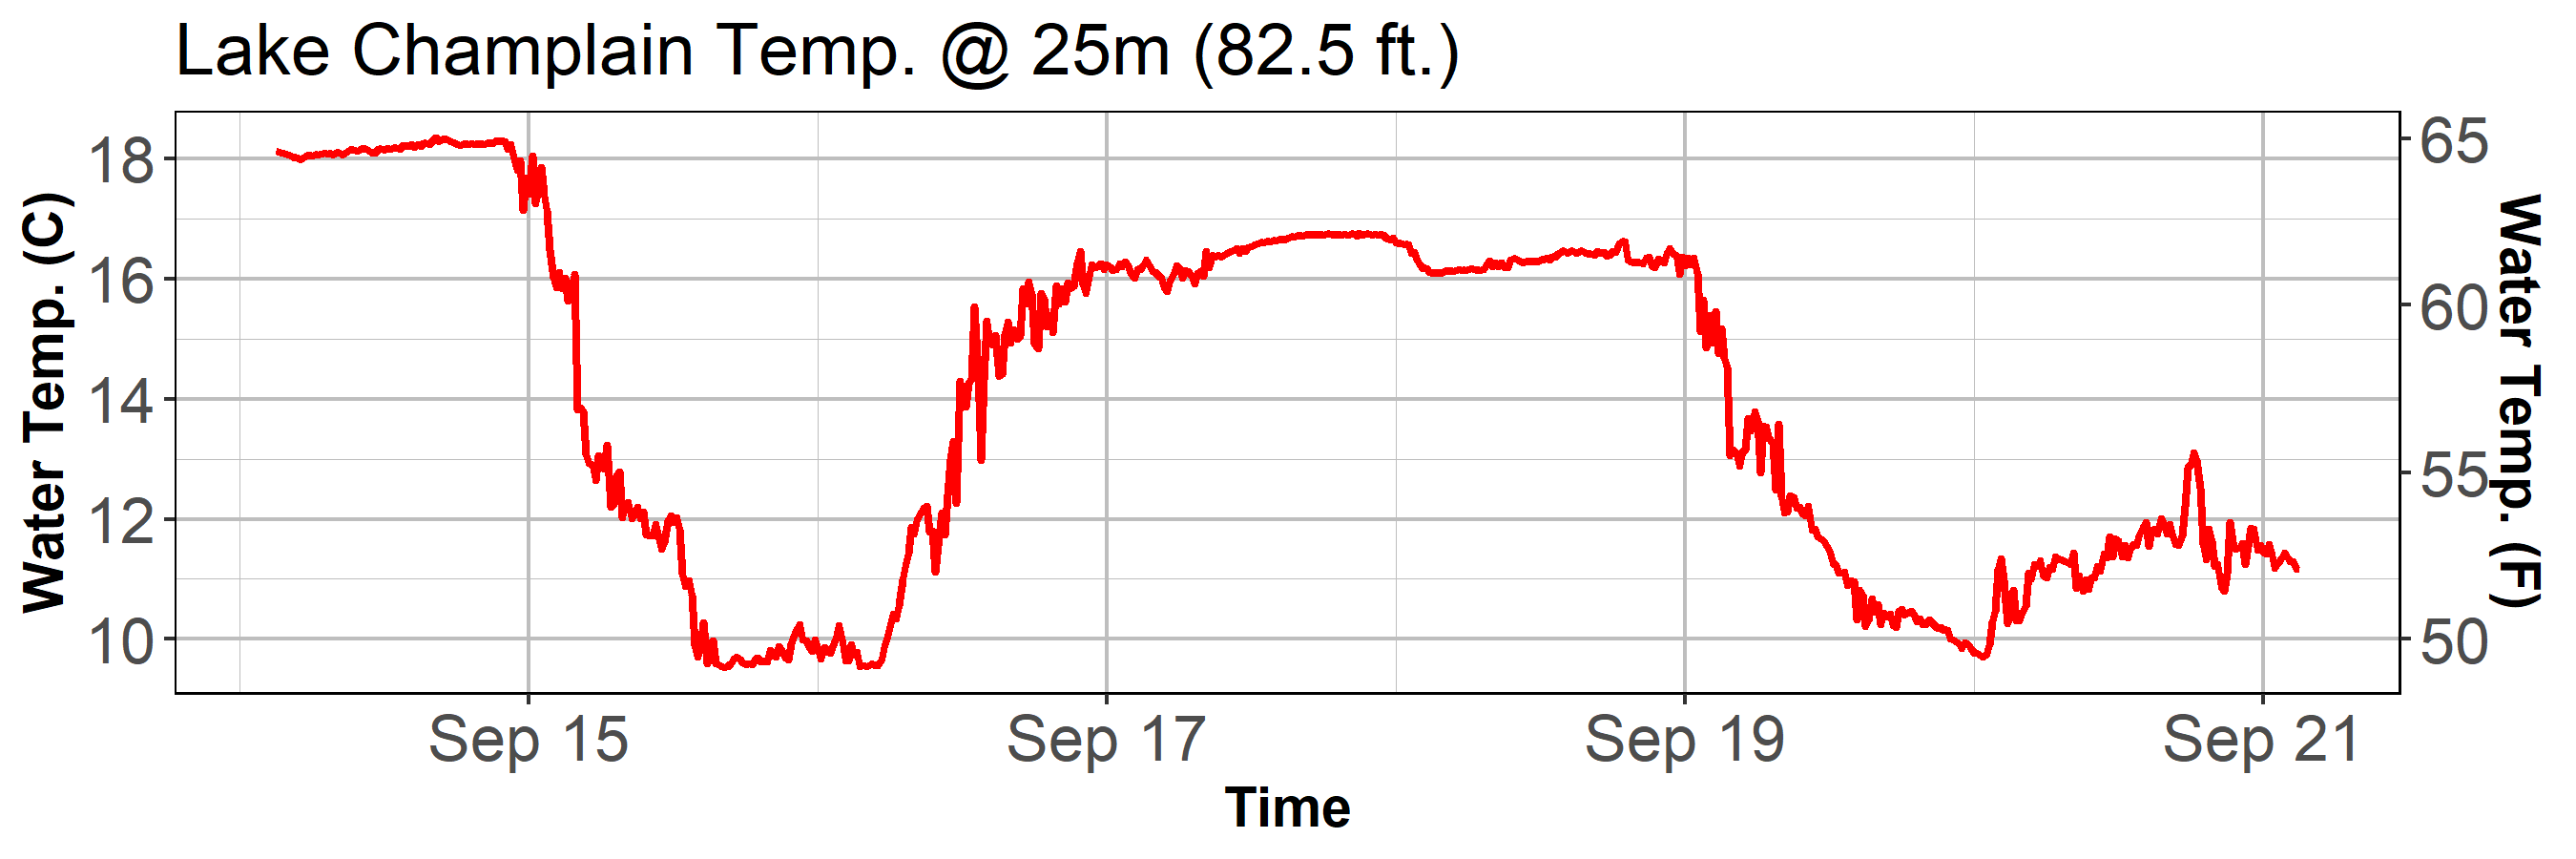 Lake Champlain Temp. @ 25m (82.5 ft.)
Water Temp. (C)
18
16
14
12
10
65
60
55
50
Water Temp. (F)
Sep 15
Sep 17
Sep 19
Sep 21
Time